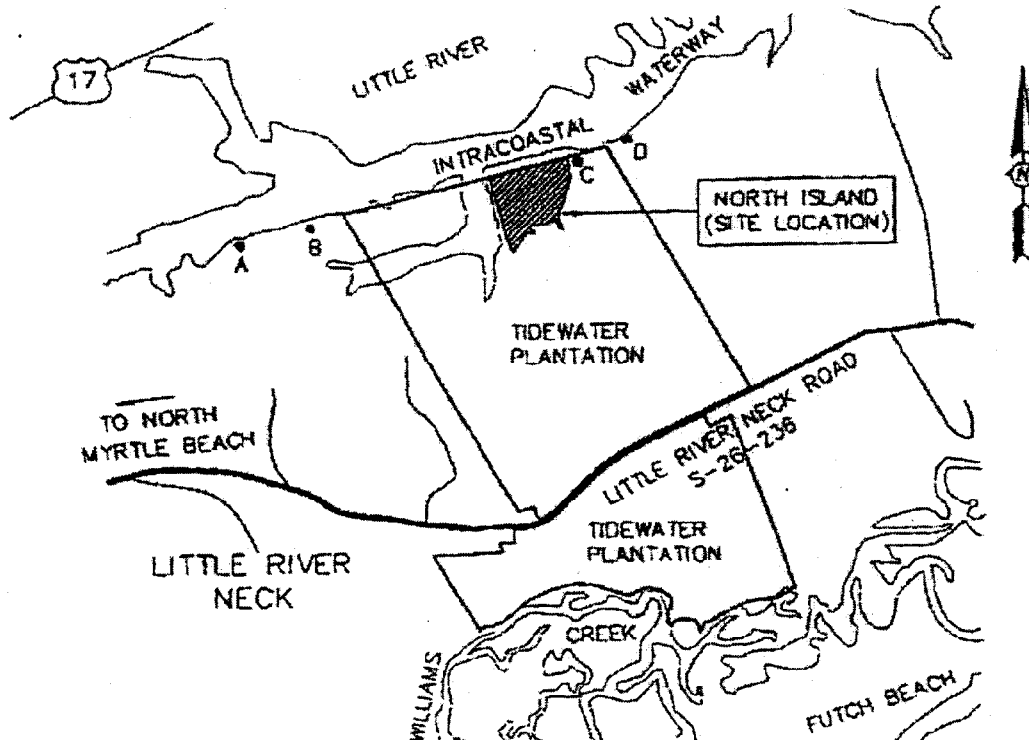 17
LITTLE RIVER
INTRACOASTAL WATERWAY
D
C
N
NORTH ISLAND
(SITE LOCATION)
B
A
TIDEWATER
PLANTATION
TO NORTH
MYRTLE BEACH
LITTLE RIVER NECK ROAD
S-26-236
TIDEWATER
PLANTATION
LITTLE RIVER
NECK
CREEK
WILLIAMS
FUTCH BEACH